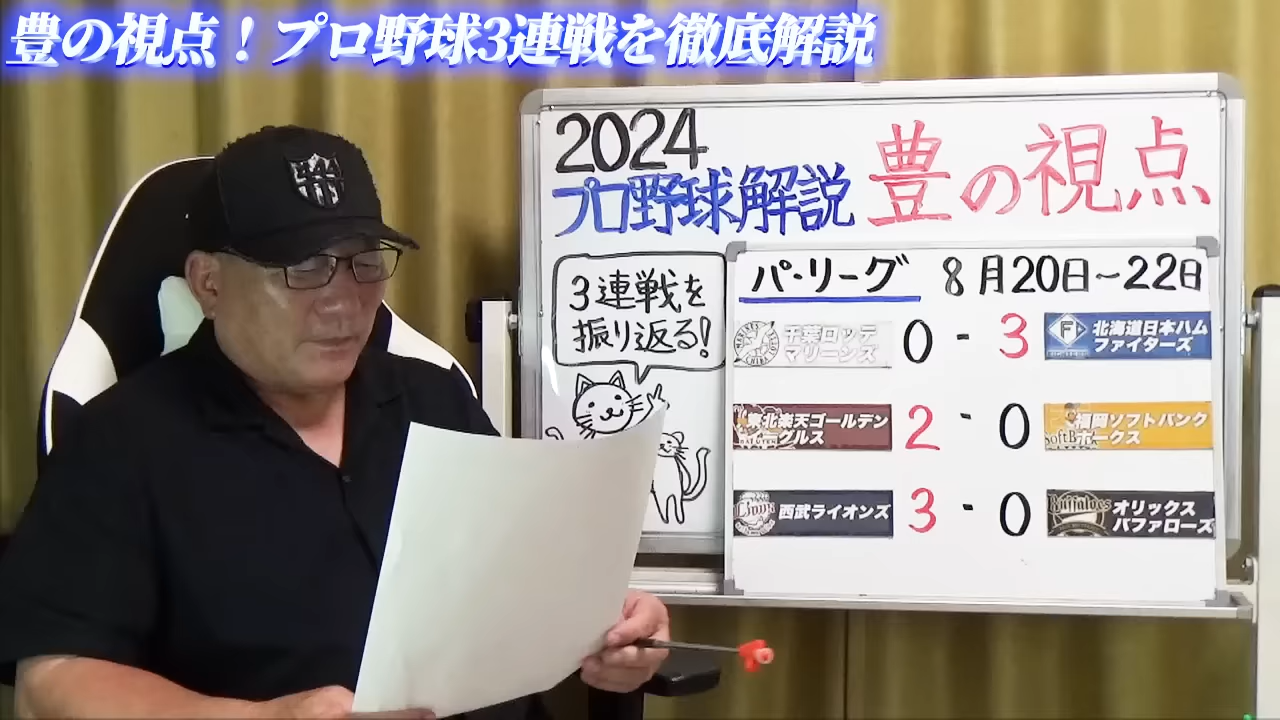 豊の視点！プロ野球3連戦を徹底解説
2024
プロ野球解説 豊の視点
3連戦を
振り返る！
パ・リーグ 8月20日～22日
千葉ロッテ
マリーンズ
0 - 3
北海道日本ハム
ファイターズ
東北楽天ゴールデン
イーグルス
2 - 0
福岡ソフトバンク
ホークス
西武ライオンズ
3 - 0
オリックス
バファローズ